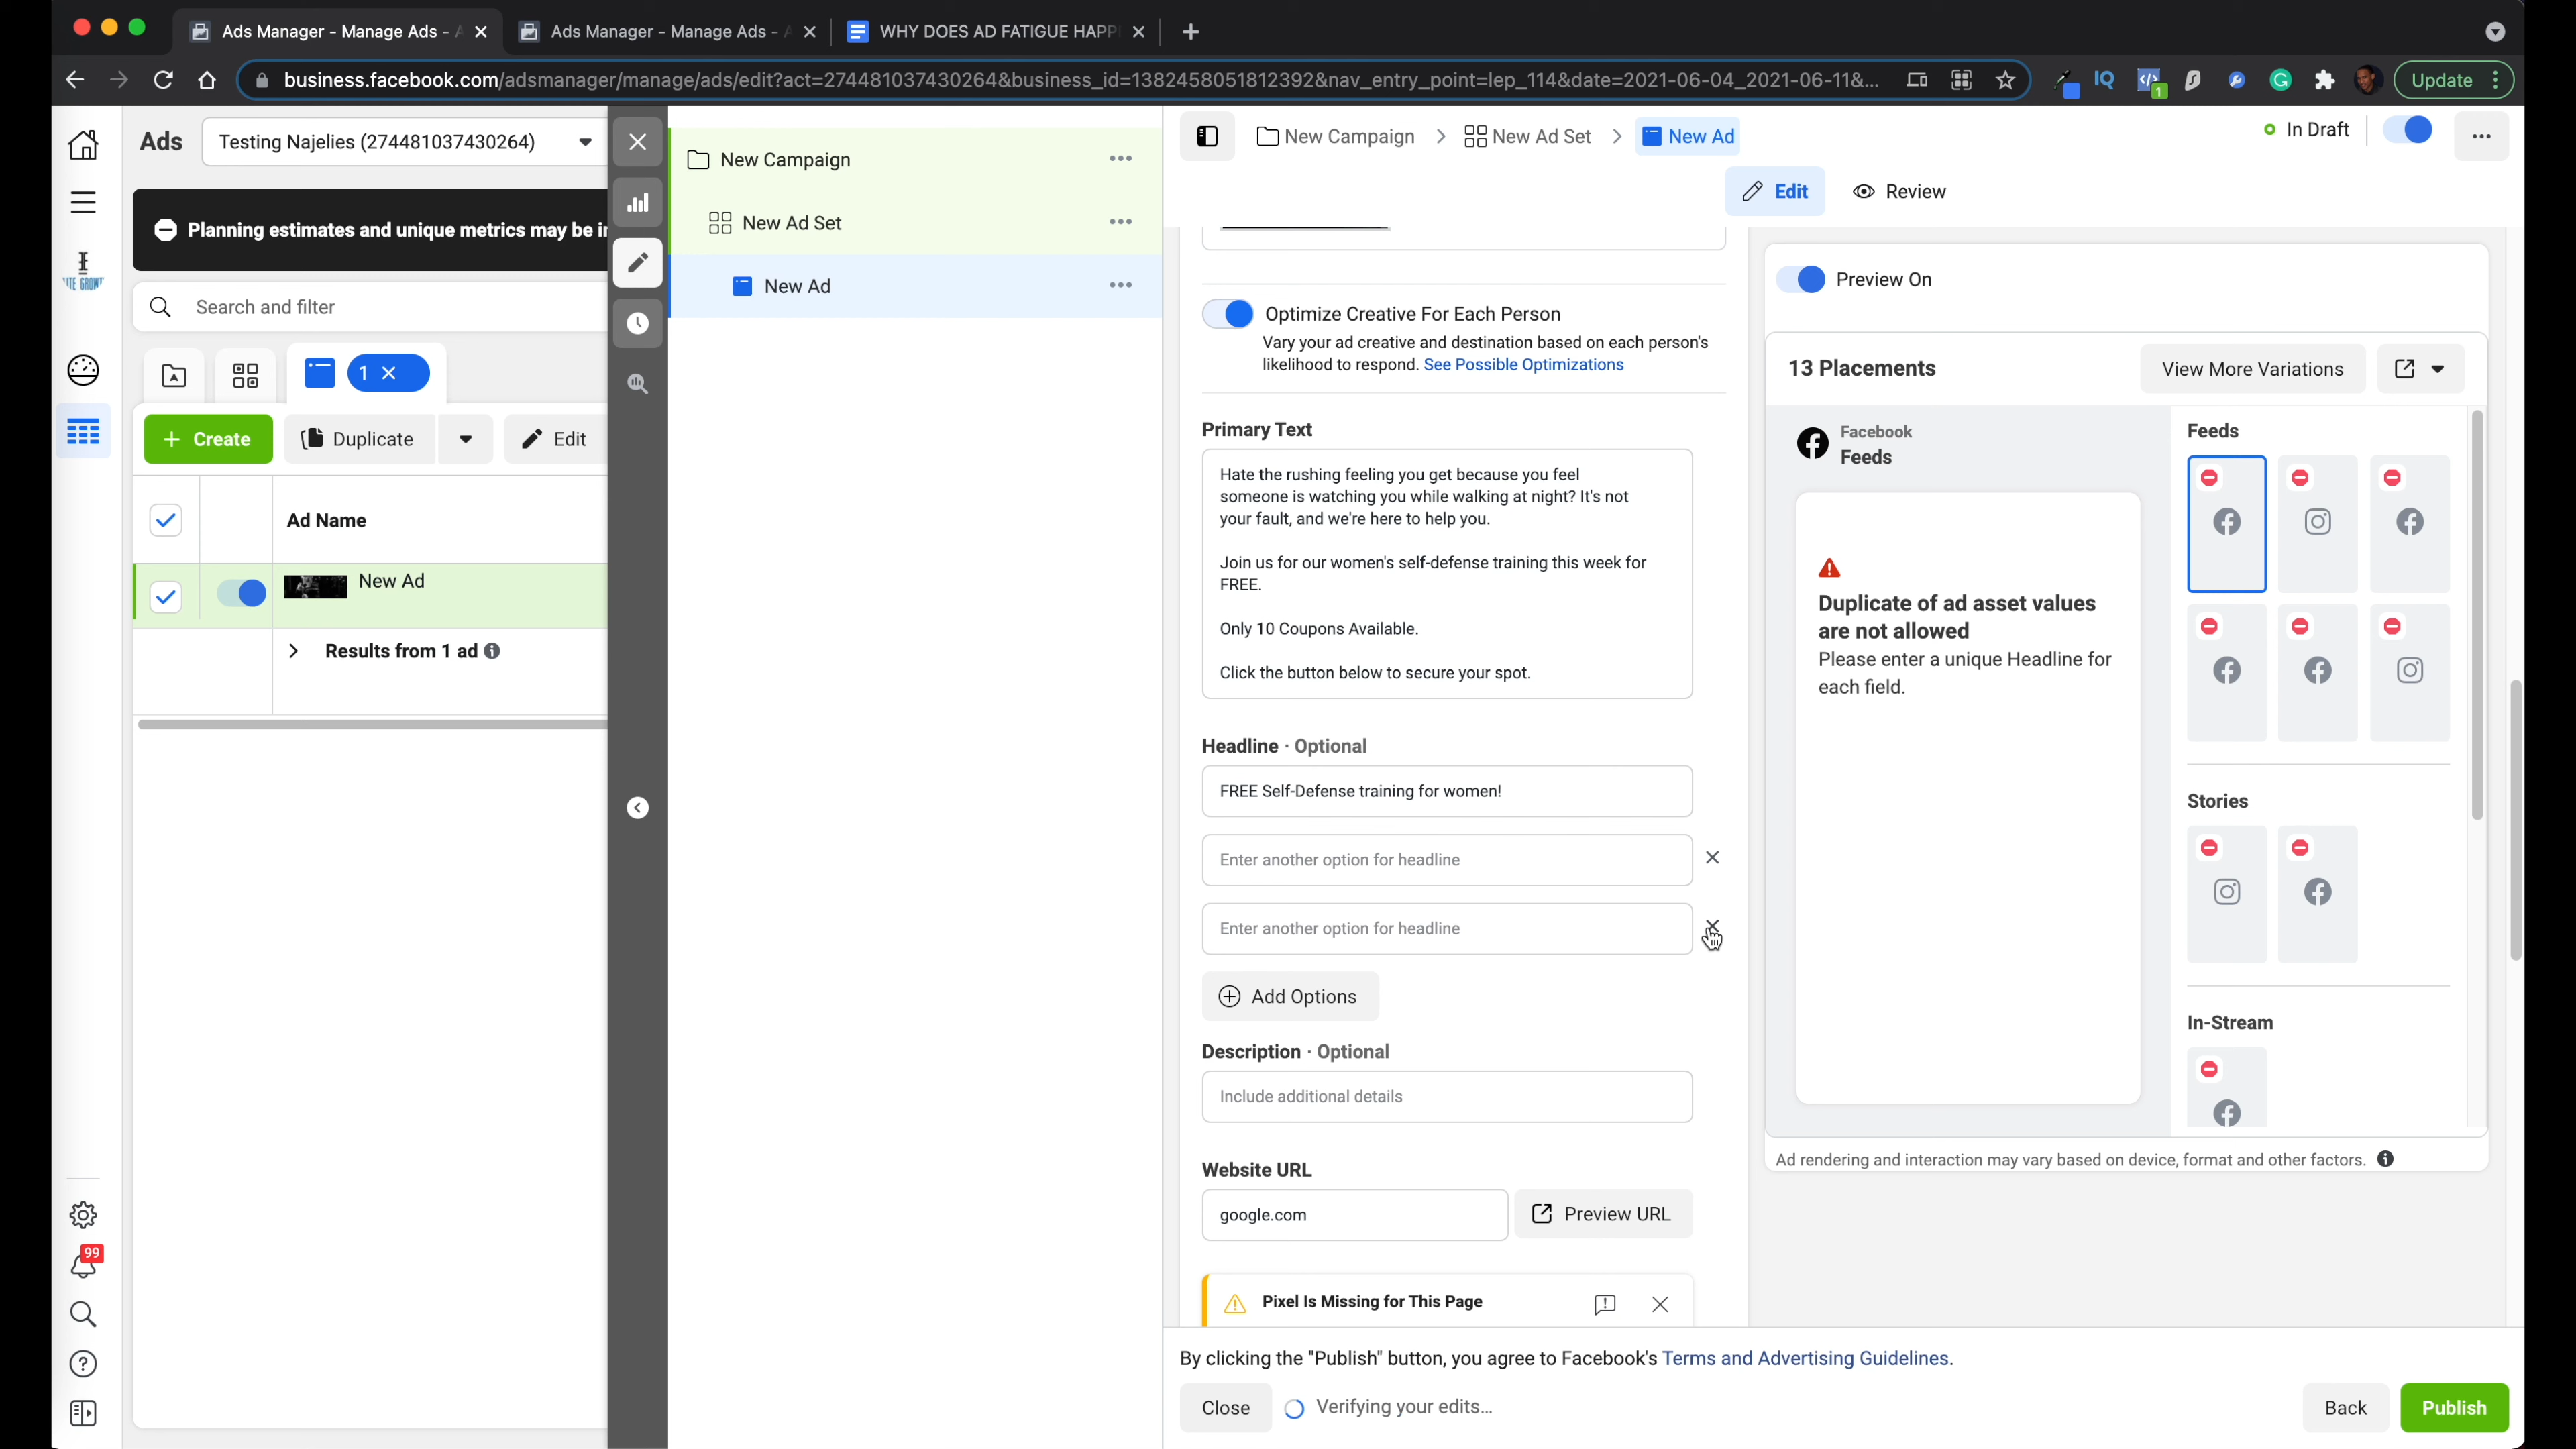 Ads Manager - Manage Ads - A
Ads Manager - Manage Ads - A
WHY DOES AD FATIGUE HAPP
business.facebook.com/adsmanager/manage/ads/edit?act=274481037430264&business_id=1382458051812392&nav_entry_point=lep_114&date=2021-06-04_2021-06-11&...
IQ
1
Update
Ads
Testing Najelies (274481037430264)
Planning estimates and unique metrics may be i
Search and filter
1
Create
Duplicate
Edit
Ad Name
New Ad
Results from 1 ad
99
New Campaign
New Ad Set
New Ad
New Campaign
New Ad Set
New Ad
In Draft
Edit
Review
Optimize Creative For Each Person
Vary your ad creative and destination based on each person's
likelihood to respond. See Possible Optimizations
Primary Text
Hate the rushing feeling you get because you feel
someone is watching you while walking at night? It's not
your fault, and we're here to help you.
Join us for our women's self-defense training this week for
FREE.
Only 10 Coupons Available.
Click the button below to secure your spot.
Headline · Optional
FREE Self-Defense training for women!
Enter another option for headline
Enter another option for headline
Add Options
Description · Optional
Include additional details
Website URL
google.com
Preview URL
Pixel Is Missing for This Page
Preview On
13 Placements
View More Variations
Facebook
Feeds
Duplicate of ad asset values
are not allowed
Please enter a unique Headline for
each field.
Feeds
Stories
In-Stream
Ad rendering and interaction may vary based on device, format and other factors.
By clicking the "Publish" button, you agree to Facebook's Terms and Advertising Guidelines.
Close
Verifying your edits...
Back
Publish